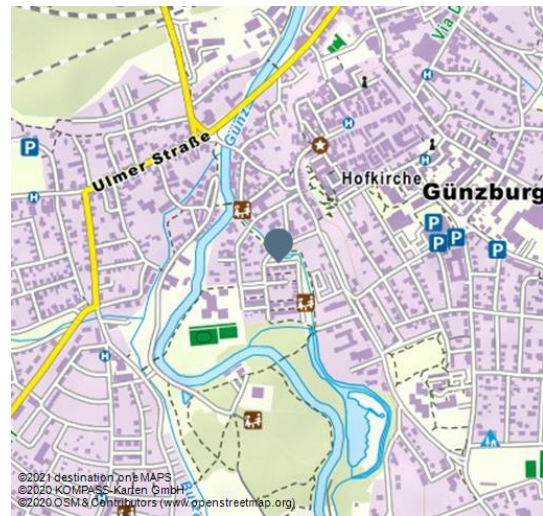 Via D
Günz
Ulmer Straße
Hofkirche
Günzburg
P
P
P
P
P
H
H
H
H
H
H
©2021 destination.one MAPS
©2020 KOMPASS-Karten GmbH
©2020 OSM & Contributors (www.openstreetmap.org)